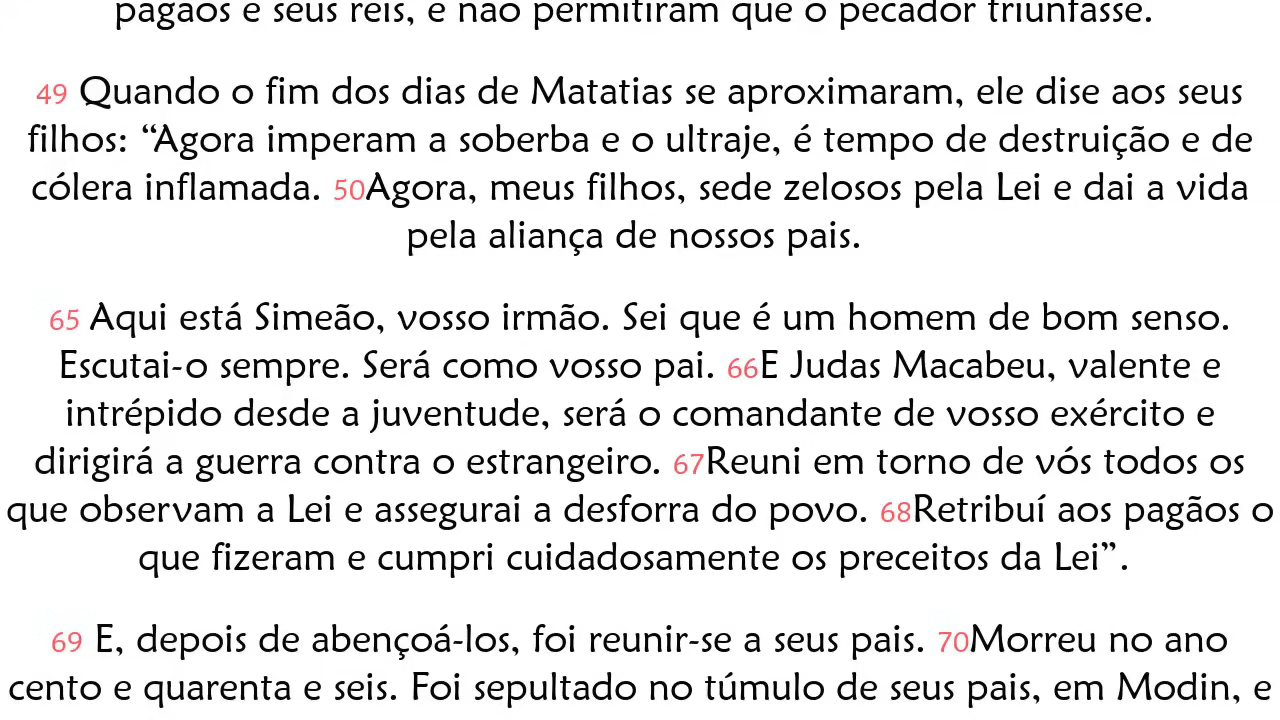 pagãos e seus reis, e não permitiram que o pecador triunfasse.
49 Quando o fim dos dias de Matatias se aproximaram, ele dise aos seus
filhos: “Agora imperam a soberba e o ultraje, é tempo de destruição e de
cólera inflamada. 50Agora, meus filhos, sede zelosos pela Lei e dai a vida
pela aliança de nossos pais.
65 Aqui está Simeão, vosso irmão. Sei que é um homem de bom senso.
Escutai-o sempre. Será como vosso pai. 66E Judas Macabeu, valente e
intrépido desde a juventude, será o comandante de vosso exército e
dirigirá a guerra contra o estrangeiro. 67Reuni em torno de vós todos os
que observam a Lei e assegurai a desforra do povo. 68Retribuí aos pagãos o
que fizeram e cumpri cuidadosamente os preceitos da Lei”.
69 E, depois de abençoá-los, foi reunir-se a seus pais. 70Morreu no ano
cento e quarenta e seis. Foi sepultado no túmulo de seus pais, em Modin, e